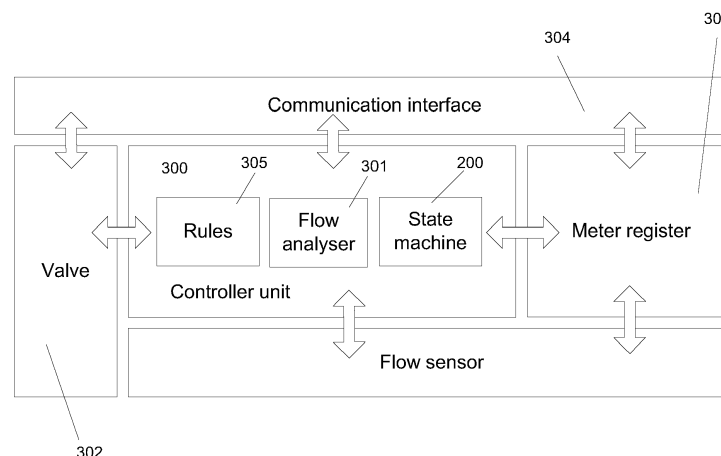 304
Communication interface
300
305
301
200
Rules
Flow
analyser
State
machine
Meter register
Valve
Controller unit
Flow sensor
302